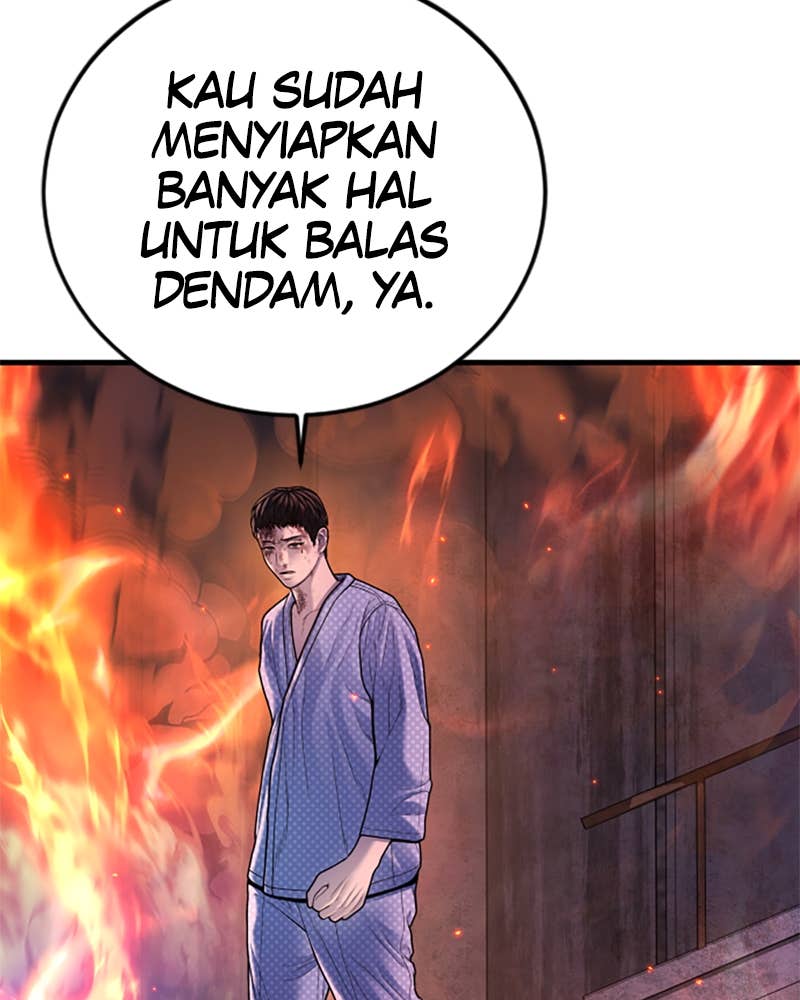 KAU SUDAH
MENYIAPKAN
BANYAK HAL
UNTUK BALAS
DENDAM, YA.